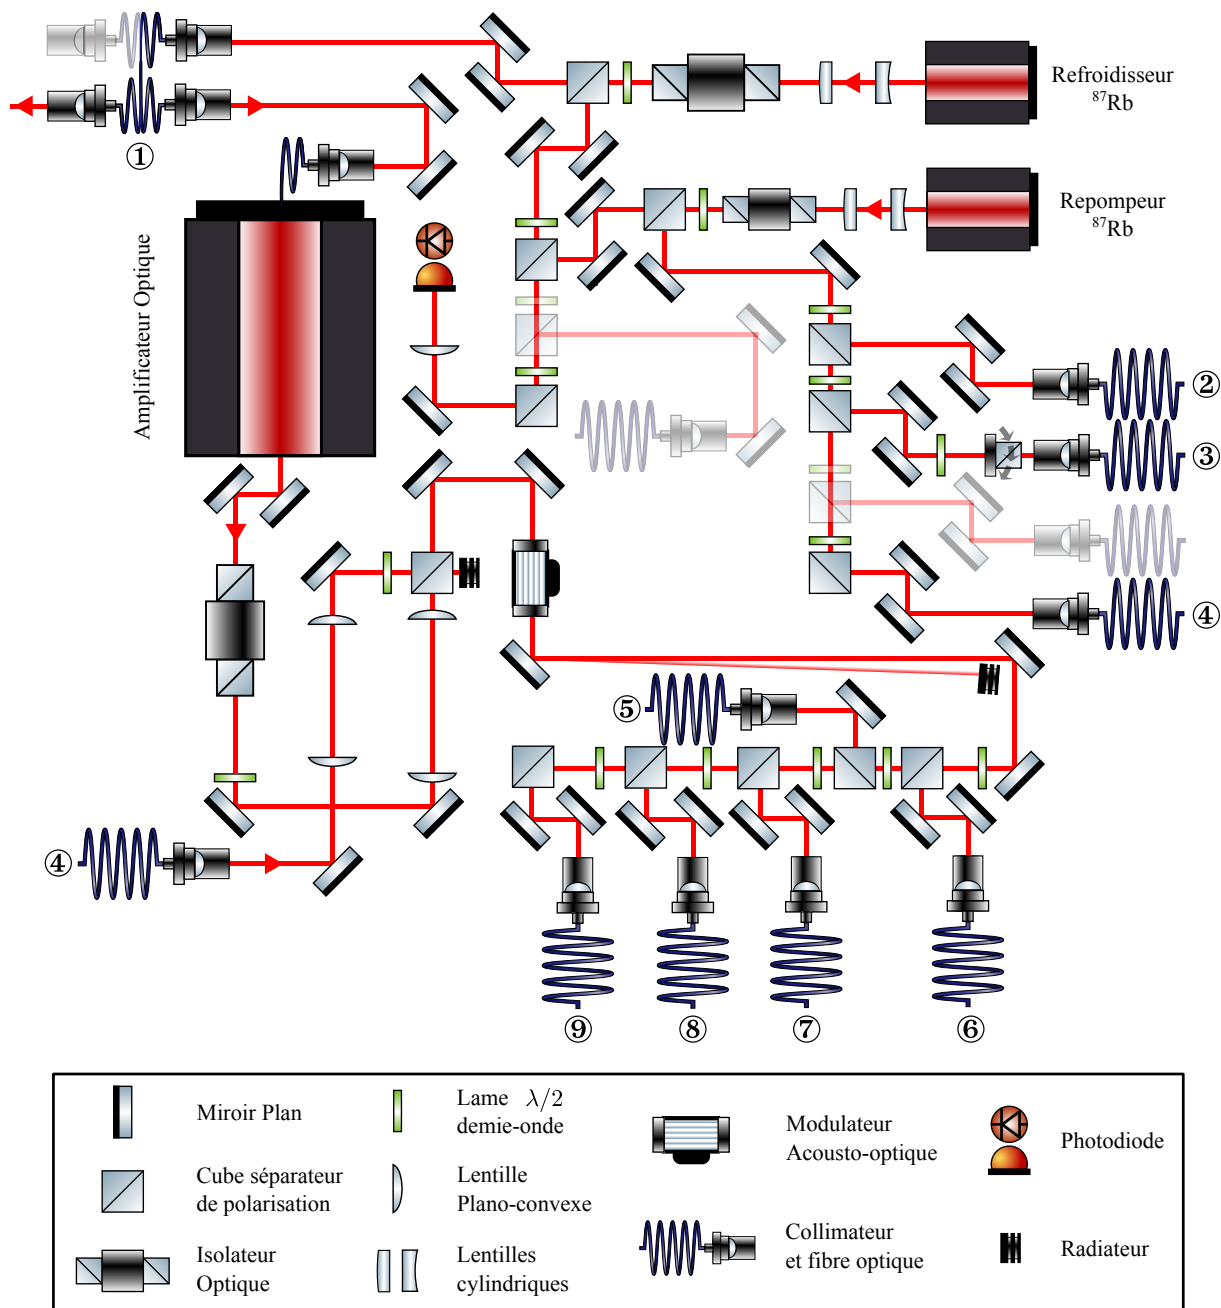 Refroidisseur
⁸⁷Rb
①
Repompeur
⁸⁷Rb
Amplificateur Optique
②
③
④
⑤
④
⑨
⑧
⑦
⑥
Miroir Plan
Lame λ/2
demie-onde
Modulateur
Acousto-optique
Photodiode
Cube séparateur
de polarisation
Lentille
Plano-convexe
Isolateur
Optique
Lentilles
cylindriques
Collimateur
et fibre optique
Radiateur